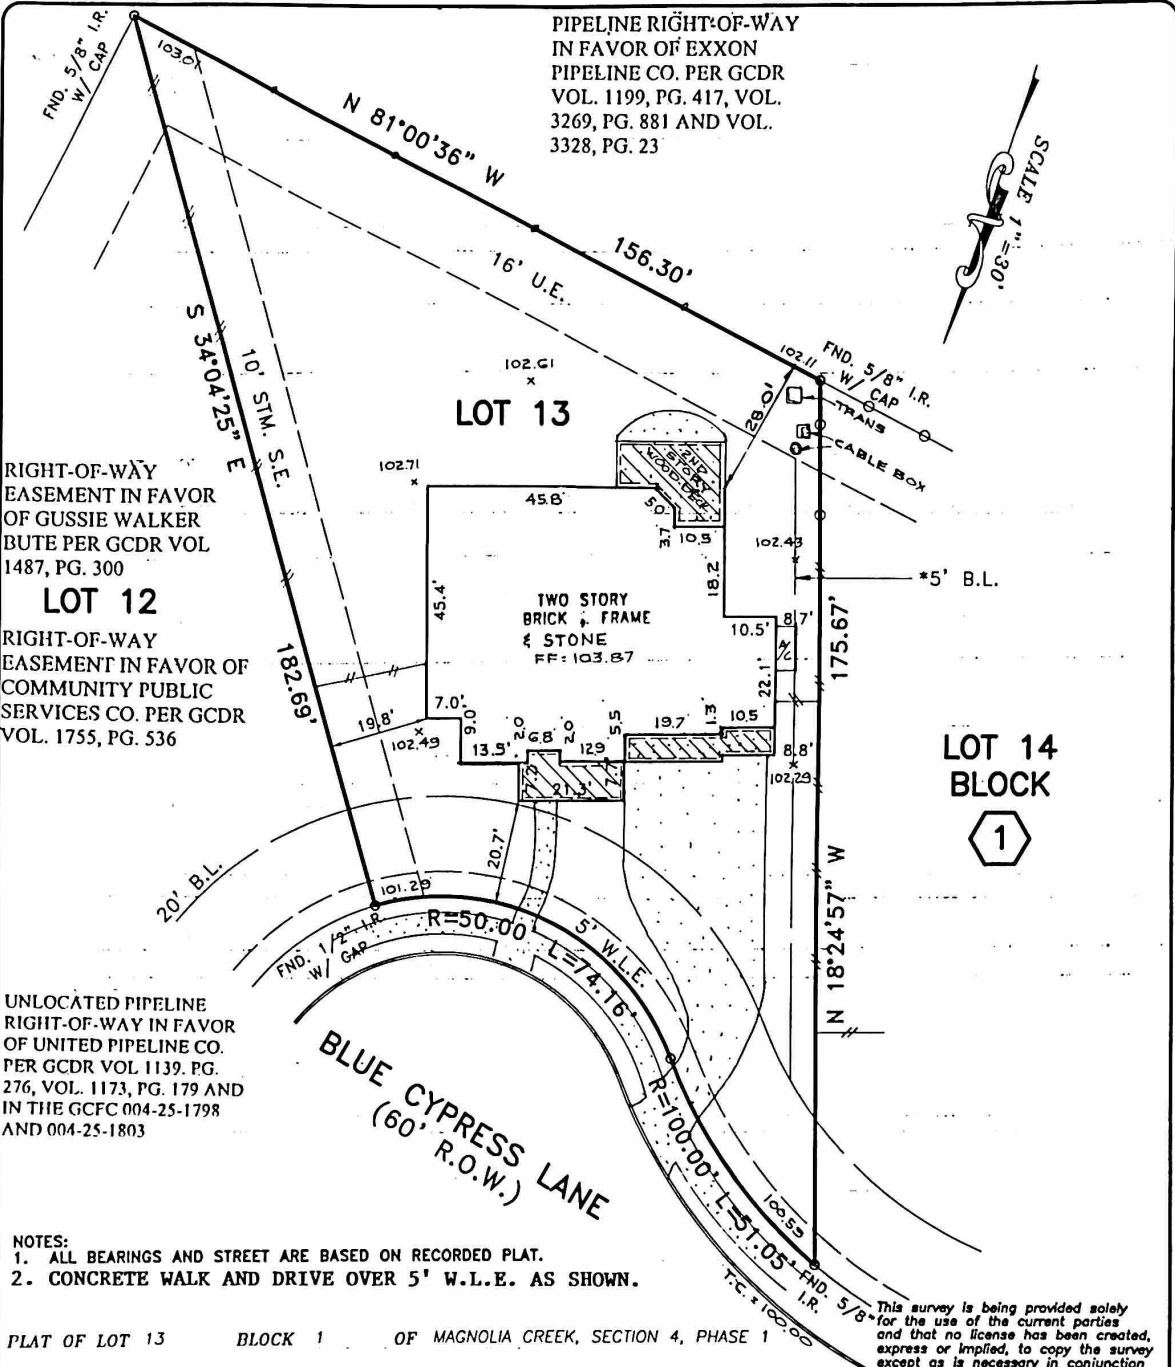 PIPELINE RIGHT-OF-WAY
IN FAVOR OF EXXON
PIPELINE CO. PER GCDR
VOL. 1199, PG. 417, VOL.
3269, PG. 881 AND VOL.
3328, PG. 23
FND. 5/8" I.R.
W/ CAP
103.01
N 81°00'36" W
156.30'
SCALE 1"=30'
16' U.E.
S 34°04'25" E
182.69'
10' STM. S.E.
102.61
LOT 13
102.11
FND. 5/8" I.R.
W/ CAP
TRANS
CABLE BOX
28.0'
2ND
STORY
WOOD DECK
102.71
45.8
5.0
3.7
10.5
102.43
*5' B.L.
RIGHT-OF-WAY
EASEMENT IN FAVOR
OF GUSSIE WALKER
BUTE PER GCDR VOL
1487, PG. 300
LOT 12
RIGHT-OF-WAY
EASEMENT IN FAVOR OF
COMMUNITY PUBLIC
SERVICES CO. PER GCDR
VOL. 1755, PG. 536
45.4'
18.2
TWO STORY
BRICK & FRAME
& STONE
FF=103.87
10.5'
8.7'
A/C
22.1'
175.67'
N 18°24'57" W
7.0'
9.0'
19.8'
102.49
13.5'
2.0
6.8'
2.0
12.9'
5.5
19.7'
1.3'
10.5
7.0
21.3'
8.8'
102.29
LOT 14
BLOCK
1
20.7'
20' B.L.
101.29
FND. 1/2" I.R.
W/ CAP
R=50.00
L=74.16'
5' W.L.E.
UNLOCATED PIPELINE
RIGHT-OF-WAY IN FAVOR
OF UNITED PIPELINE CO.
PER GCDR VOL 1139. PG.
276, VOL. 1173, PG. 179 AND
IN THE GCFC 004-25-1798
AND 004-25-1803
BLUE CYPRESS LANE
(60' R.O.W.)
R=100.00'
L=51.05'
100.53
FND. 5/8"
I.R.
T.C. = 100.00
NOTES:
1. ALL BEARINGS AND STREET ARE BASED ON RECORDED PLAT.
2. CONCRETE WALK AND DRIVE OVER 5' W.L.E. AS SHOWN.
PLAT OF LOT 13 BLOCK 1 OF MAGNOLIA CREEK, SECTION 4, PHASE 1
This survey is being provided solely
for the use of the current parties
and that no license has been created,
express or implied, to copy the survey
except as is necessary in conjunction